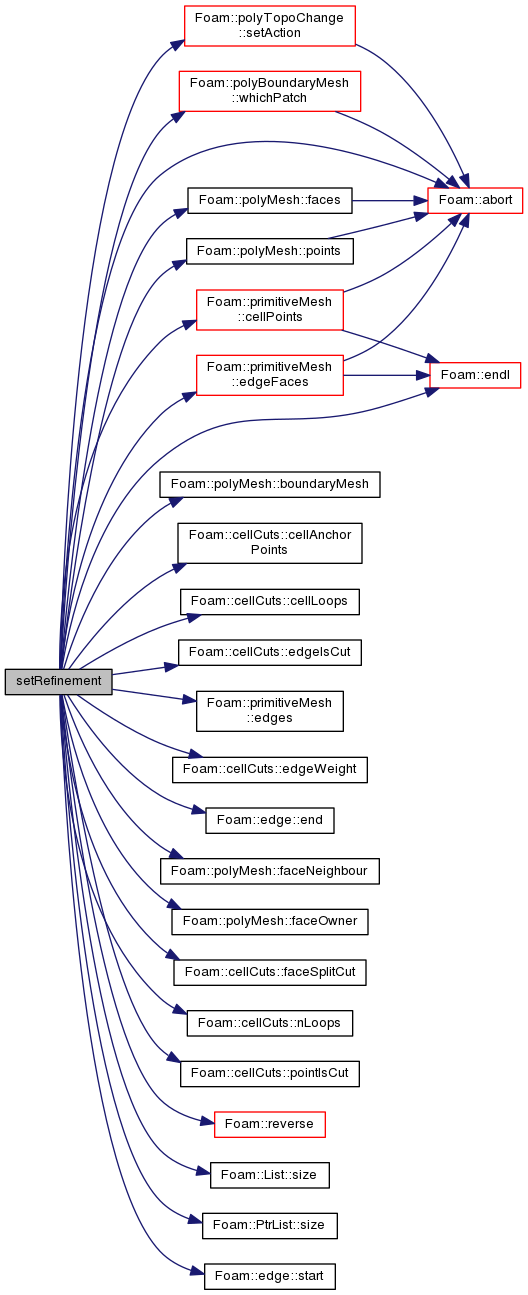 Foam::polyTopoChange
::setAction
Foam::polyBoundaryMesh
::whichPatch
Foam::polyMesh::faces
Foam::abort
Foam::polyMesh::points
Foam::primitiveMesh
::cellPoints
Foam::primitiveMesh
::edgeFaces
Foam::endl
Foam::polyMesh::boundaryMesh
Foam::cellCuts::cellAnchor
Points
Foam::cellCuts::cellLoops
Foam::cellCuts::edgeIsCut
setRefinement
Foam::primitiveMesh
::edges
Foam::cellCuts::edgeWeight
Foam::edge::end
Foam::polyMesh::faceNeighbour
Foam::polyMesh::faceOwner
Foam::cellCuts::faceSplitCut
Foam::cellCuts::nLoops
Foam::cellCuts::pointIsCut
Foam::reverse
Foam::List::size
Foam::PtrList::size
Foam::edge::start